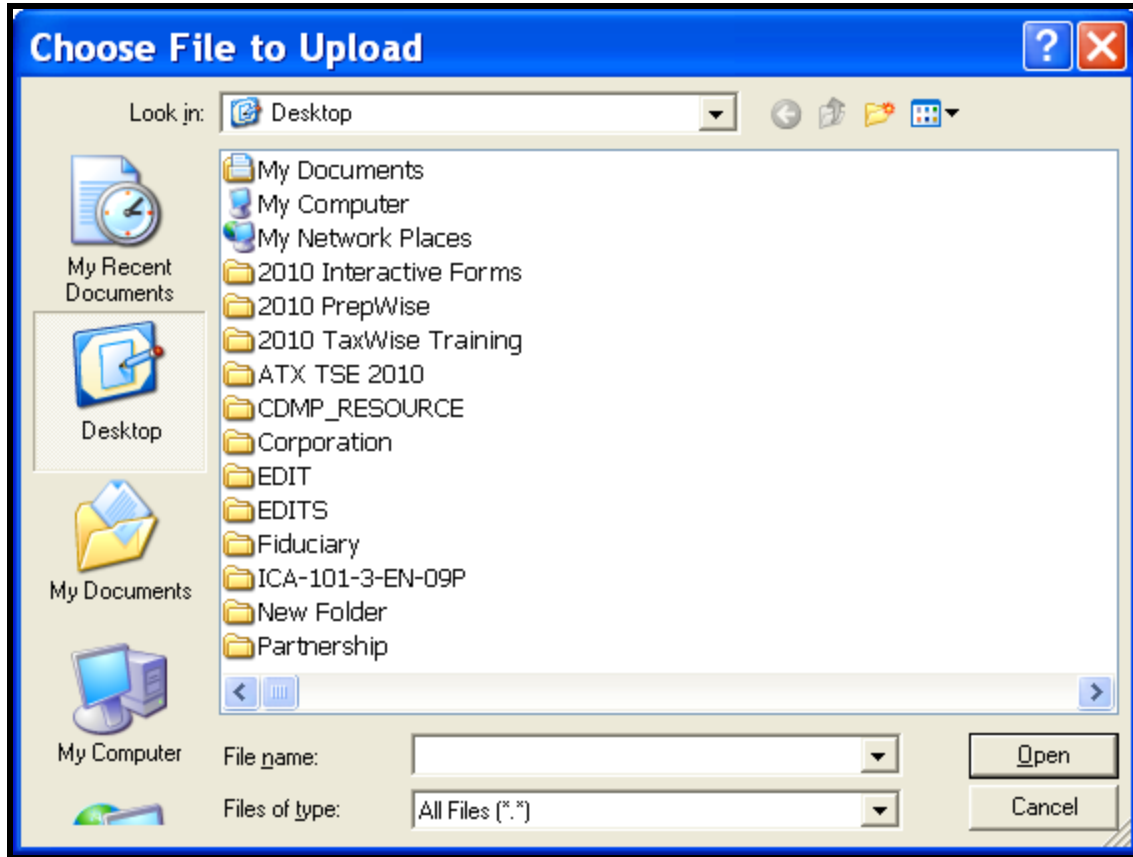 Choose File to Upload
Look in:
Desktop
My Recent
Documents
Desktop
My Documents
My Computer
My Documents
My Computer
My Network Places
2010 Interactive Forms
2010 PrepWise
2010 TaxWise Training
ATX TSE 2010
CDMP_RESOURCE
Corporation
EDIT
EDITS
Fiduciary
ICA-101-3-EN-09P
New Folder
Partnership
File name:
Open
Files of type:
All Files (*.*)
Cancel